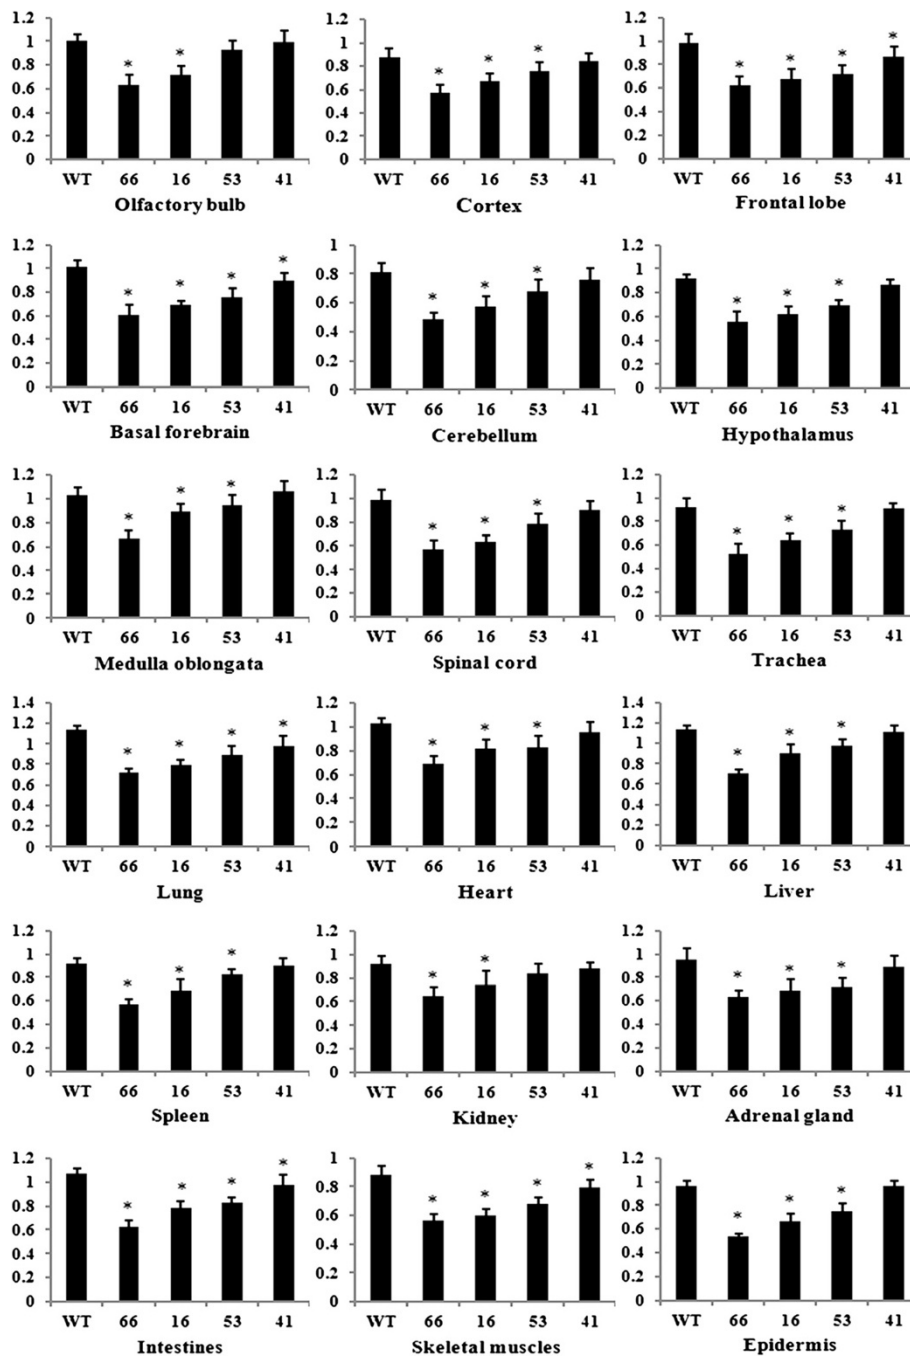 1.2 1.2 1.2
1 1 1
0.8 0.8 0.8
0.6 0.6 0.6
0.4 0.4 0.4
0.2 0.2 0.2
0 0 0
* * * * * * * * *
WT 66 16 53 41 WT 66 16 53 41 WT 66 16 53 41
Olfactory bulb Cortex Frontal lobe
1.2 1 1.2
1 0.8 1
0.8 0.6 0.8
0.6 0.4 0.6
0.4 0.2 0.4
0.2 0 0.2
0 0
* * * * * * * * * *
WT 66 16 53 41 WT 66 16 53 41 WT 66 16 53 41
Basal forebrain Cerebellum Hypothalamus
1.2 1.2 1.2
1 1 1
0.8 0.8 0.8
0.6 0.6 0.6
0.4 0.4 0.4
0.2 0.2 0.2
0 0 0
* * * * * * * * *
WT 66 16 53 41 WT 66 16 53 41 WT 66 16 53 41
Medulla oblongata Spinal cord Trachea
1.4 1.2 1.4
1.2 1 1.2
1 0.8 1
0.8 0.6 0.8
0.6 0.4 0.6
0.4 0.2 0.4
0.2 0 0.2
0 0
* * * * * * * * * *
WT 66 16 53 41 WT 66 16 53 41 WT 66 16 53 41
Lung Heart Liver
1.2 1.2 1.2
1 1 1
0.8 0.8 0.8
0.6 0.6 0.6
0.4 0.4 0.4
0.2 0.2 0.2
0 0 0
* * * * * * * *
WT 66 16 53 41 WT 66 16 53 41 WT 66 16 53 41
Spleen Kidney Adrenal gland
1.2 1 1.2
1 0.8 1
0.8 0.6 0.8
0.6 0.4 0.6
0.4 0.2 0.4
0.2 0 0.2
0 0
* * * * * * * * * * *
WT 66 16 53 41 WT 66 16 53 41 WT 66 16 53 41
Intestines Skeletal muscles Epidermis